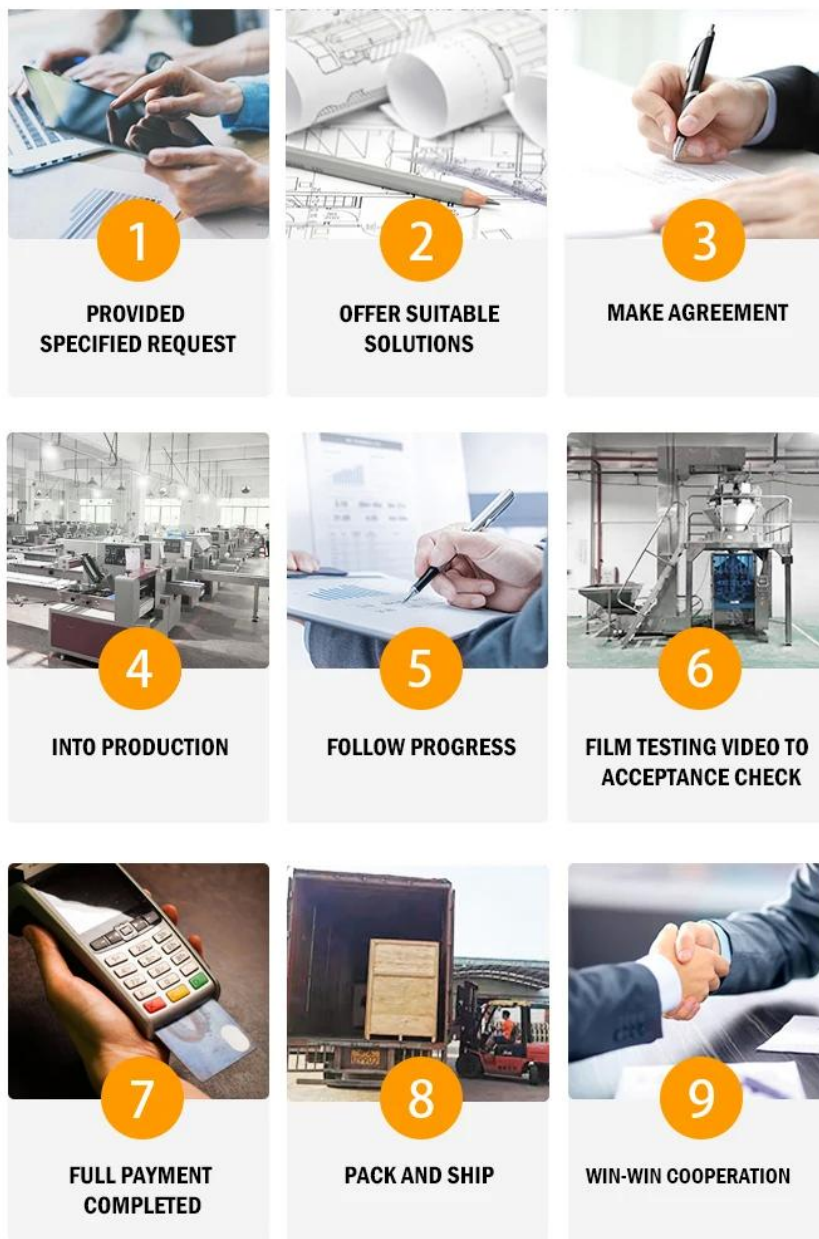 1
2
3
PROVIDED
SPECIFIED REQUEST
OFFER SUITABLE
SOLUTIONS
MAKE AGREEMENT
4
5
6
INTO PRODUCTION
FOLLOW PROGRESS
FILM TESTING VIDEO TO
ACCEPTANCE CHECK
7
8
9
FULL PAYMENT
COMPLETED
PACK AND SHIP
WIN-WIN COOPERATION